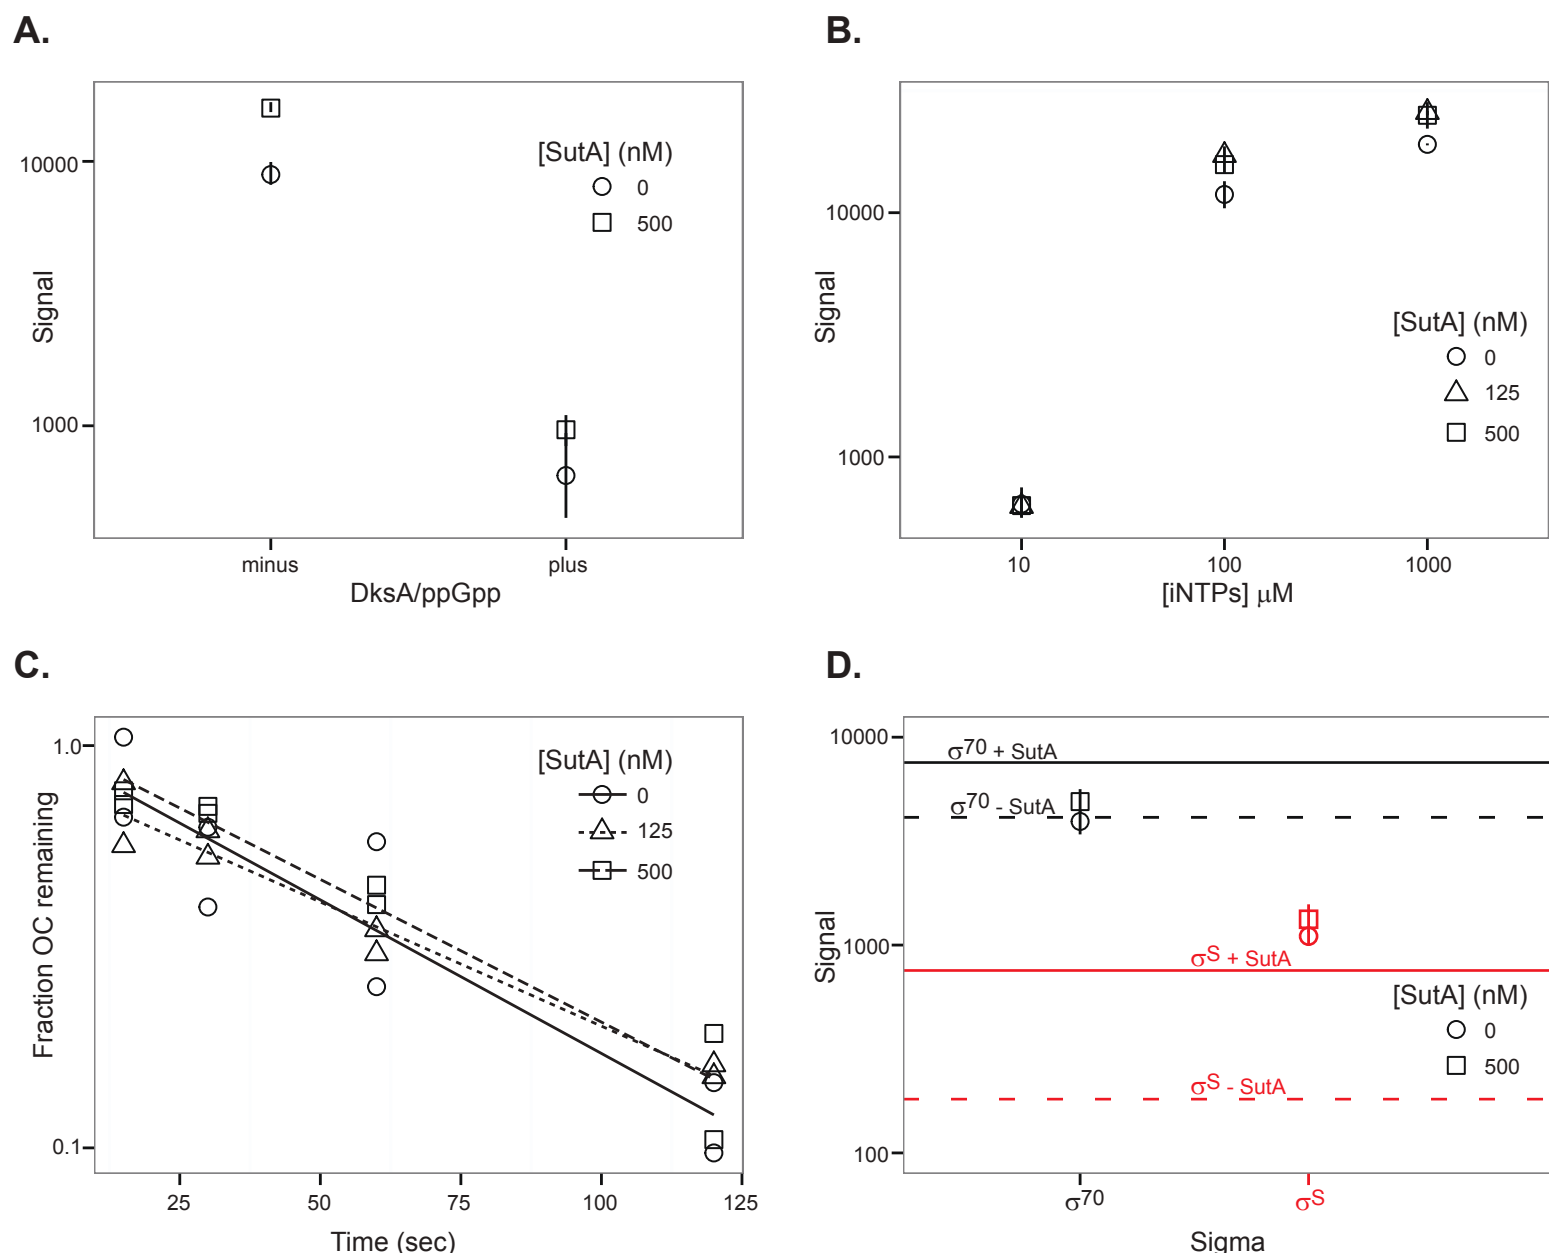 A.
10000
1000
Signal
[SutA] (nM)
0
500
minus
plus
DksA/ppGpp
B.
10000
1000
Signal
[SutA] (nM)
0
125
500
10
100
1000
[iNTPs] μM
C.
1.0
0.1
Fraction OC remaining
[SutA] (nM)
0
125
500
25
50
75
100
125
Time (sec)
D.
10000
1000
100
Signal
σ70 + SutA
σ70 - SutA
σS + SutA
σS - SutA
[SutA] (nM)
0
500
σ70
σS
Sigma